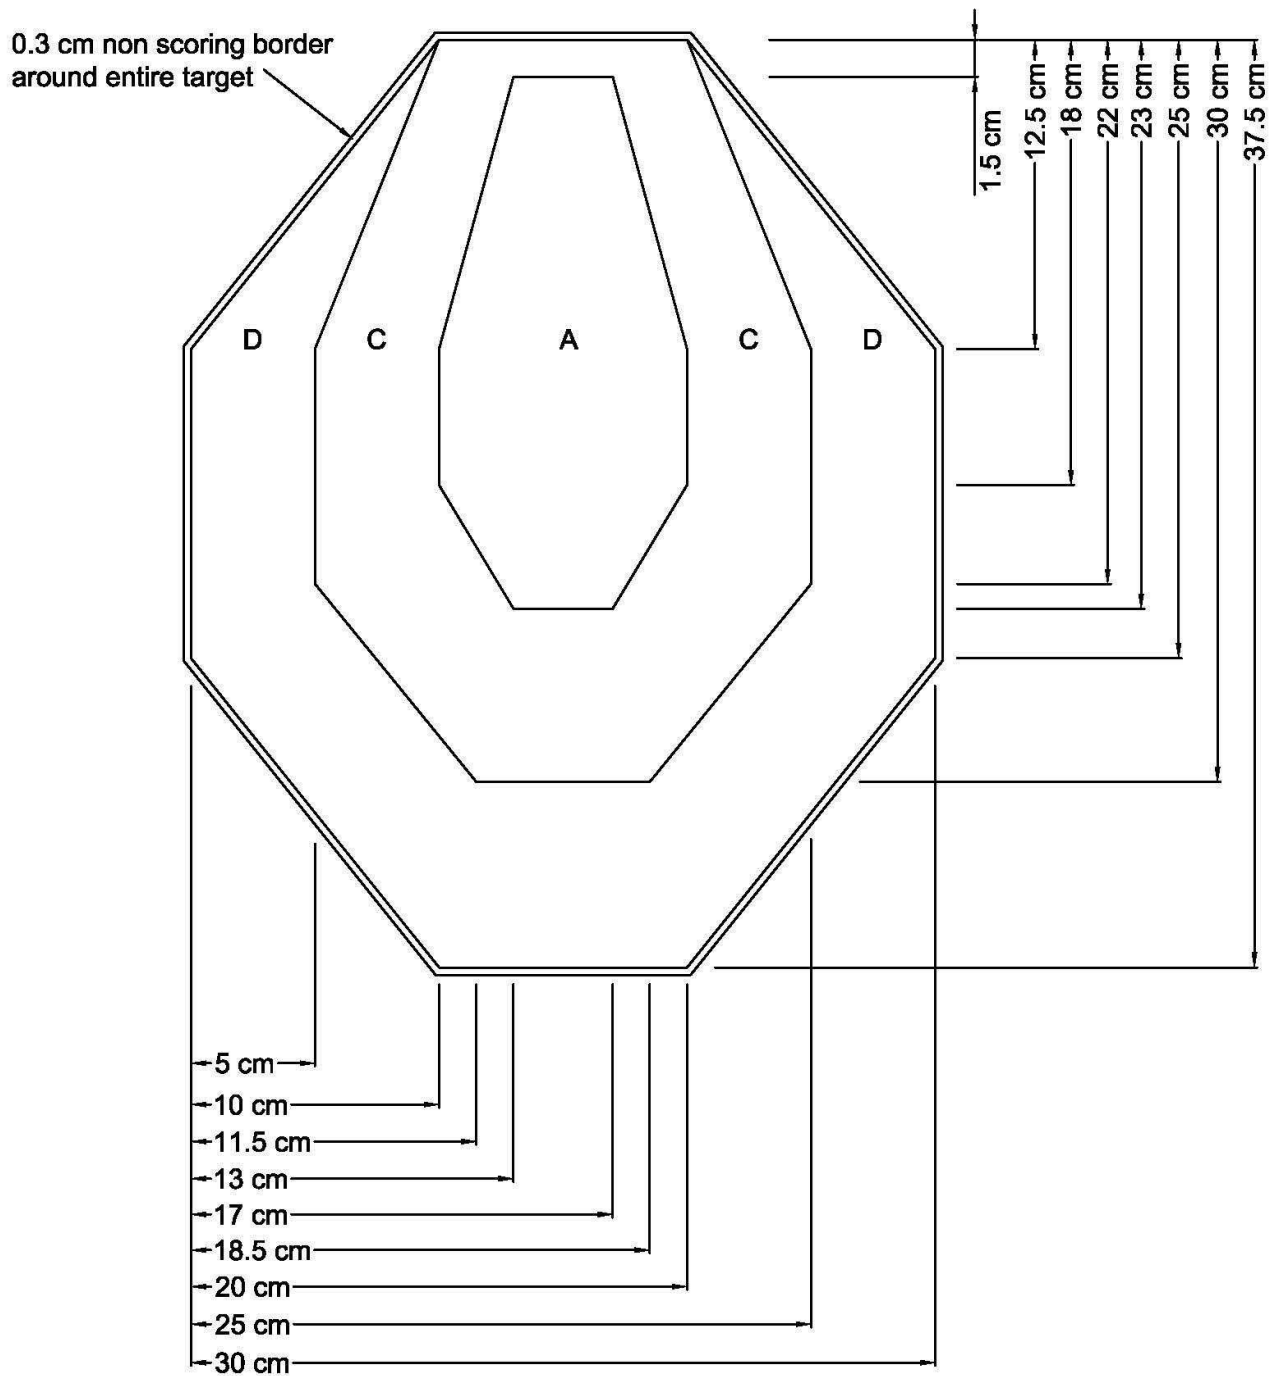 0.3 cm non scoring border
around entire target
1.5 cm
12.5 cm
18 cm
22 cm
23 cm
25 cm
30 cm
37.5 cm
D
C
A
C
D
5 cm
10 cm
11.5 cm
13 cm
17 cm
18.5 cm
20 cm
25 cm
30 cm